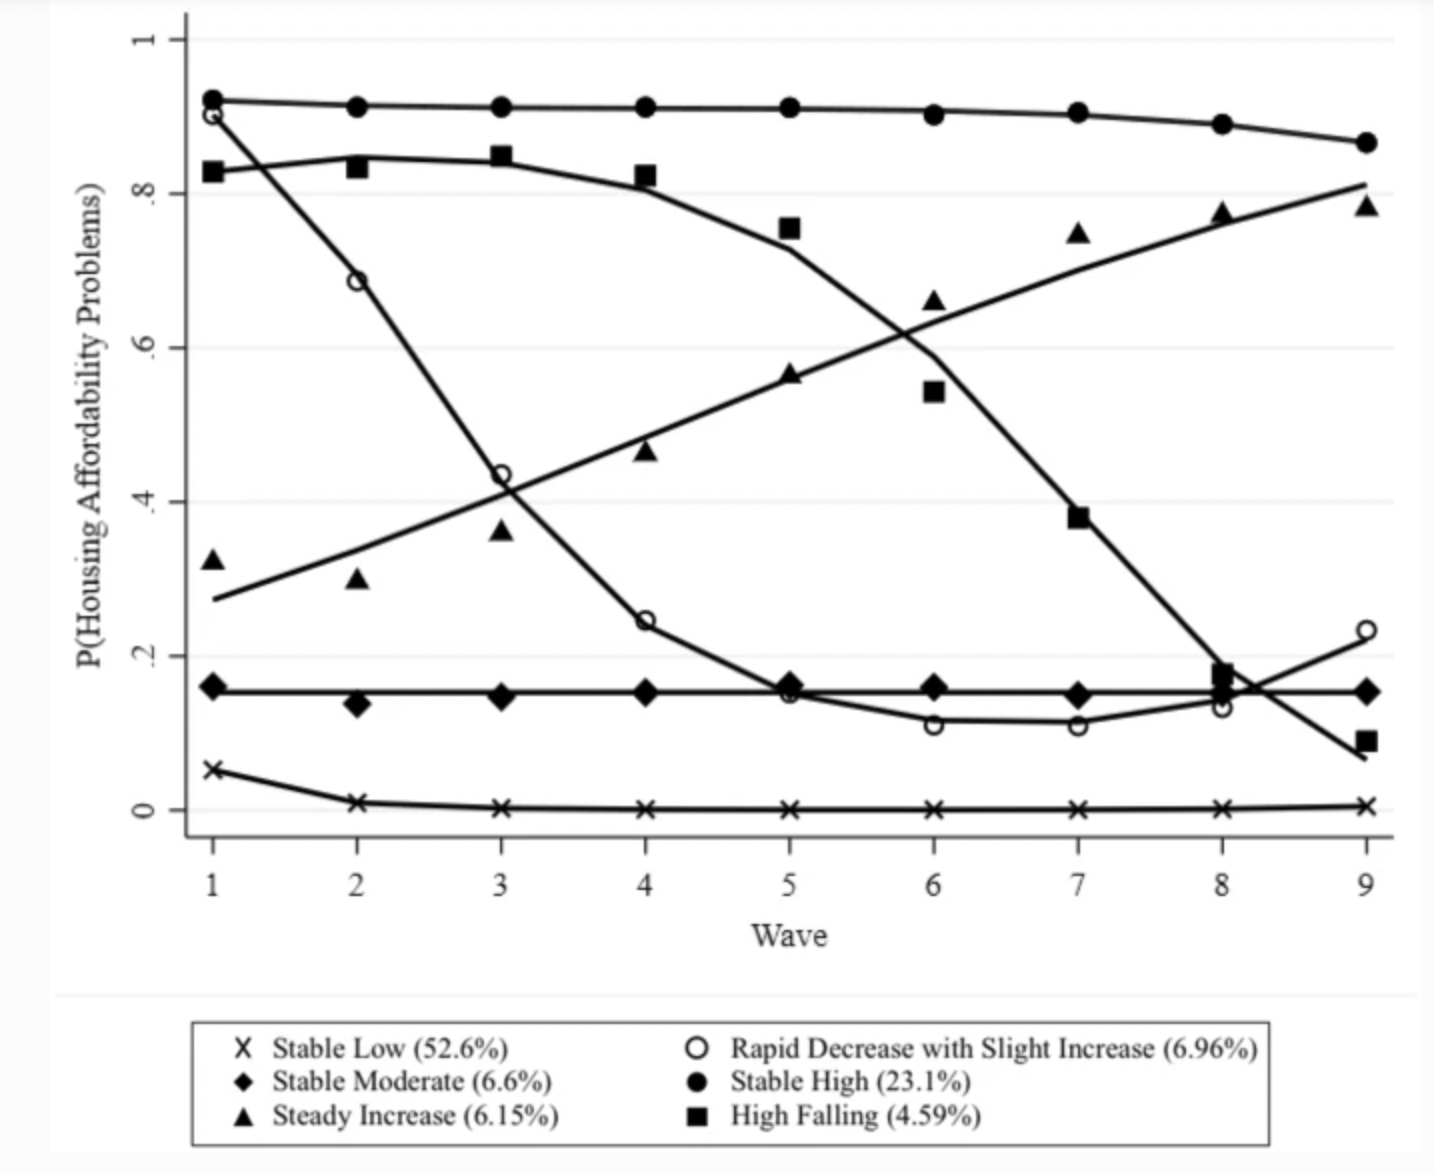 P(Housing Affordability Problems)
1
.8
.6
.4
.2
0
1 2 3 4 5 6 7 8 9
Wave
Stable Low (52.6%) Rapid Decrease with Slight Increase (6.96%)
Stable Moderate (6.6%) Stable High (23.1%)
Steady Increase (6.15%) High Falling (4.59%)